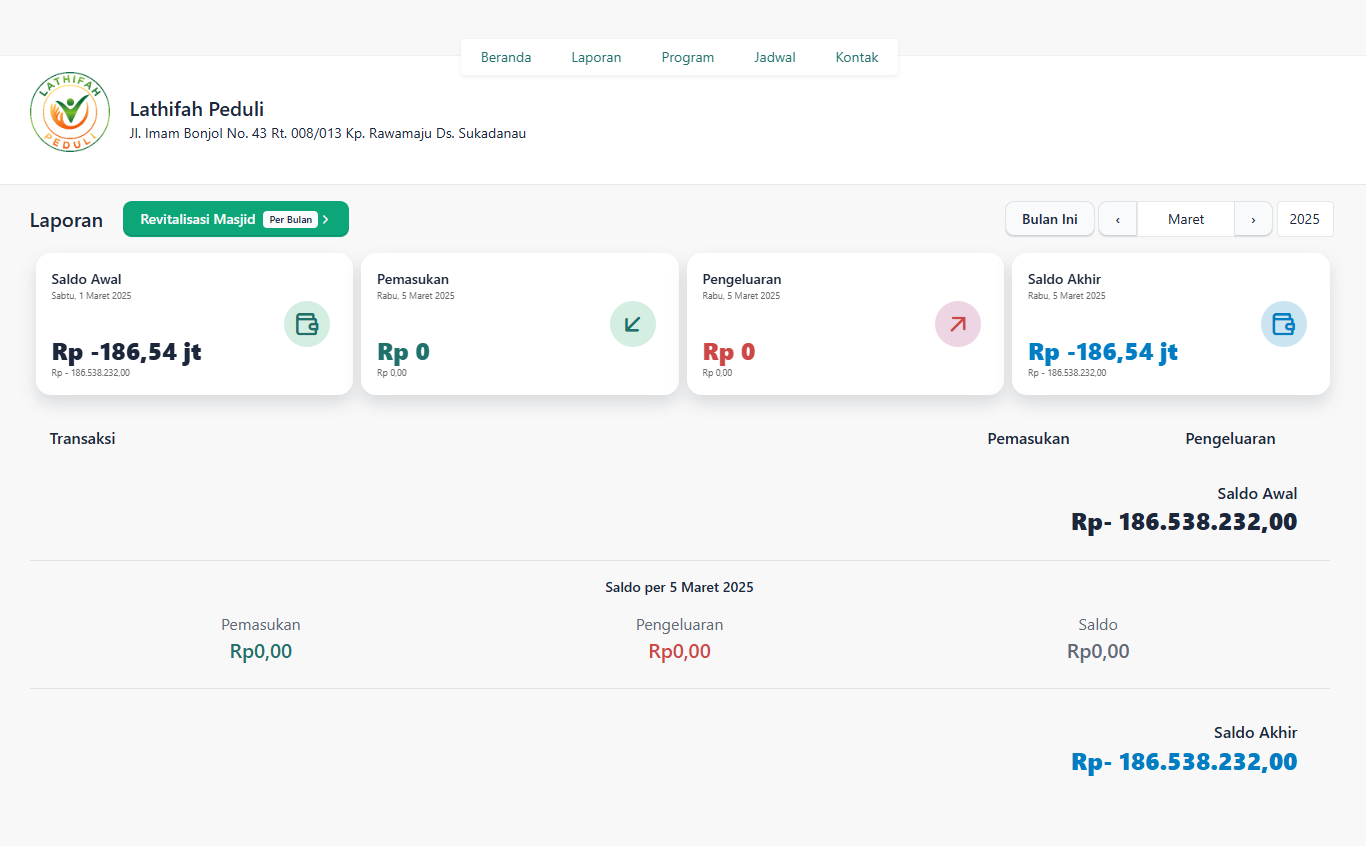 Beranda Laporan Program Jadwal Kontak
LATHIFAH
PEDULI
Lathifah Peduli
Jl. Imam Bonjol No. 43 Rt. 008/013 Kp. Rawamaju Ds. Sukadanau
Laporan Revitalisasi Masjid Per Bulan › Bulan Ini ‹ Maret › 2025
Saldo Awal
Sabtu, 1 Maret 2025
Rp -186,54 jt
Rp - 186.538.232,00
Pemasukan
Rabu, 5 Maret 2025
Rp 0
Rp 0,00
Pengeluaran
Rabu, 5 Maret 2025
Rp 0
Rp 0,00
Saldo Akhir
Rabu, 5 Maret 2025
Rp -186,54 jt
Rp - 186.538.232,00
Transaksi Pemasukan Pengeluaran
Saldo Awal
Rp- 186.538.232,00
Saldo per 5 Maret 2025
Pemasukan Pengeluaran Saldo
Rp0,00 Rp0,00 Rp0,00
Saldo Akhir
Rp- 186.538.232,00